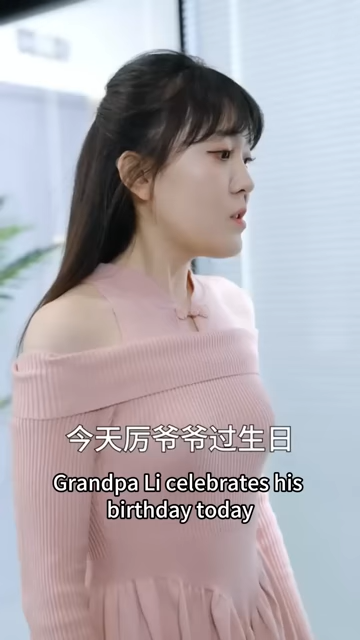 今天厉爷爷过生日
Grandpa Li celebrates his
birthday today